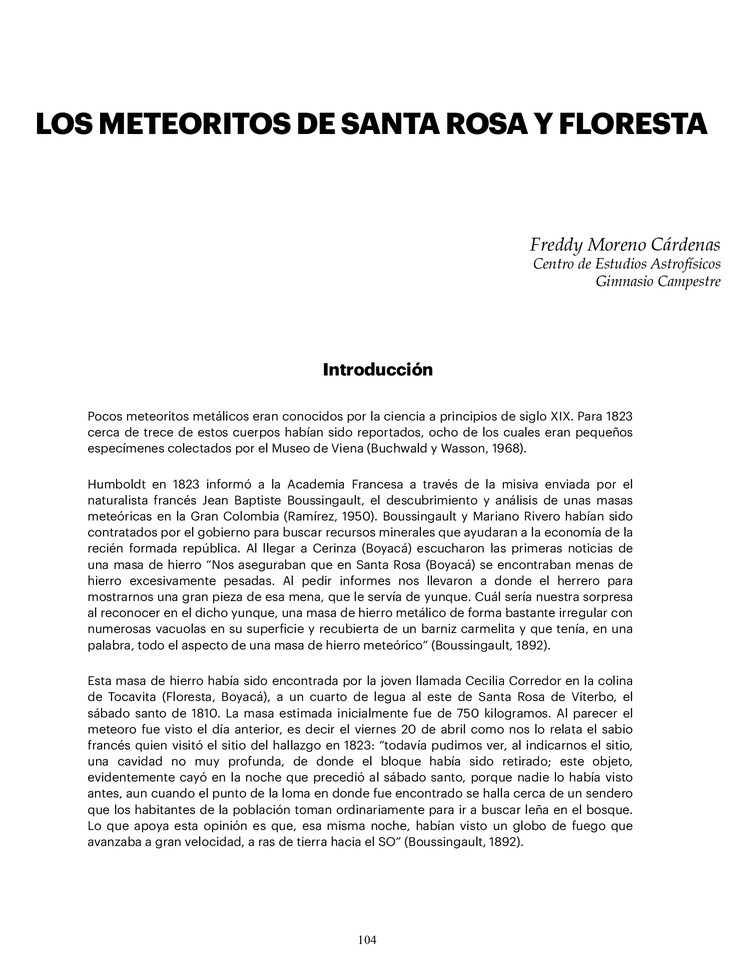 LOS METEORITOS DE SANTA ROSA Y FLORESTA
Freddy Moreno Cárdenas
Centro de Estudios Astrofísicos
Gimnasio Campestre
Introducción
Pocos meteoritos metálicos eran conocidos por la ciencia a principios de siglo XIX. Para 1823
cerca de trece de estos cuerpos habían sido reportados, ocho de los cuales eran pequeños
especímenes colectados por el Museo de Viena (Buchwald y Wasson, 1968).
Humboldt en 1823 informó a la Academia Francesa a través de la misiva enviada por el
naturalista francés Jean Baptiste Boussingault, el descubrimiento y análisis de unas masas
meteóricas en la Gran Colombia (Ramírez, 1950). Boussingault y Mariano Rivero habían sido
contratados por el gobierno para buscar recursos minerales que ayudaran a la economía de la
recién formada república. Al llegar a Cerinza (Boyacá) escucharon las primeras noticias de
una masa de hierro “Nos aseguraban que en Santa Rosa (Boyacá) se encontraban menas de
hierro excesivamente pesadas. Al pedir informes nos llevaron a donde el herrero para
mostrarnos una gran pieza de esa mena, que le servía de yunque. Cuál sería nuestra sorpresa
al reconocer en el dicho yunque, una masa de hierro metálico de forma bastante irregular con
numerosas vacuolas en su superficie y recubierta de un barniz carmelita y que tenía, en una
palabra, todo el aspecto de una masa de hierro meteórico” (Boussingault, 1892).
Esta masa de hierro había sido encontrada por la joven llamada Cecilia Corredor en la colina
de Tocavita (Floresta, Boyacá), a un cuarto de legua al este de Santa Rosa de Viterbo, el
sábado santo de 1810. La masa estimada inicialmente fue de 750 kilogramos. Al parecer el
meteoro fue visto el día anterior, es decir el viernes 20 de abril como nos lo relata el sabio
francés quien visitó el sitio del hallazgo en 1823: “todavía pudimos ver, al indicarnos el sitio,
una cavidad no muy profunda, de donde el bloque había sido retirado; este objeto,
evidentemente cayó en la noche que precedió al sábado santo, porque nadie lo había visto
antes, aun cuando el punto de la loma en donde fue encontrado se halla cerca de un sendero
que los habitantes de la población toman ordinariamente para ir a buscar leña en el bosque.
Lo que apoya esta opinión es que, esa misma noche, habían visto un globo de fuego que
avanzaba a gran velocidad, a ras de tierra hacia el SO” (Boussingault, 1892).
104